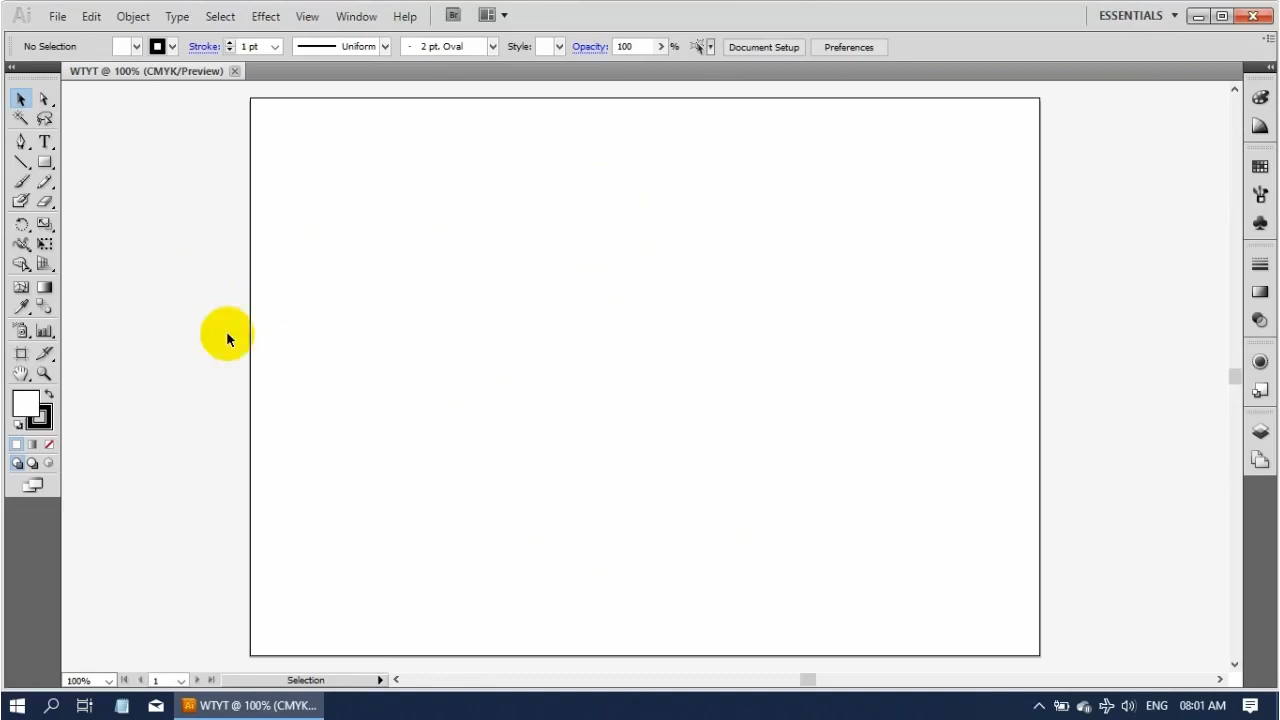 Ai File Edit Object Type Select Effect View Window Help Br ESSENTIALS
No Selection Stroke: 1 pt Uniform 2 pt. Oval Style: Opacity: 100 % Document Setup Preferences
WTYT @ 100% (CMYK/Preview)
T
100% 1 Selection
Ai WTYT @ 100% (CMYK... ENG 08:01 AM